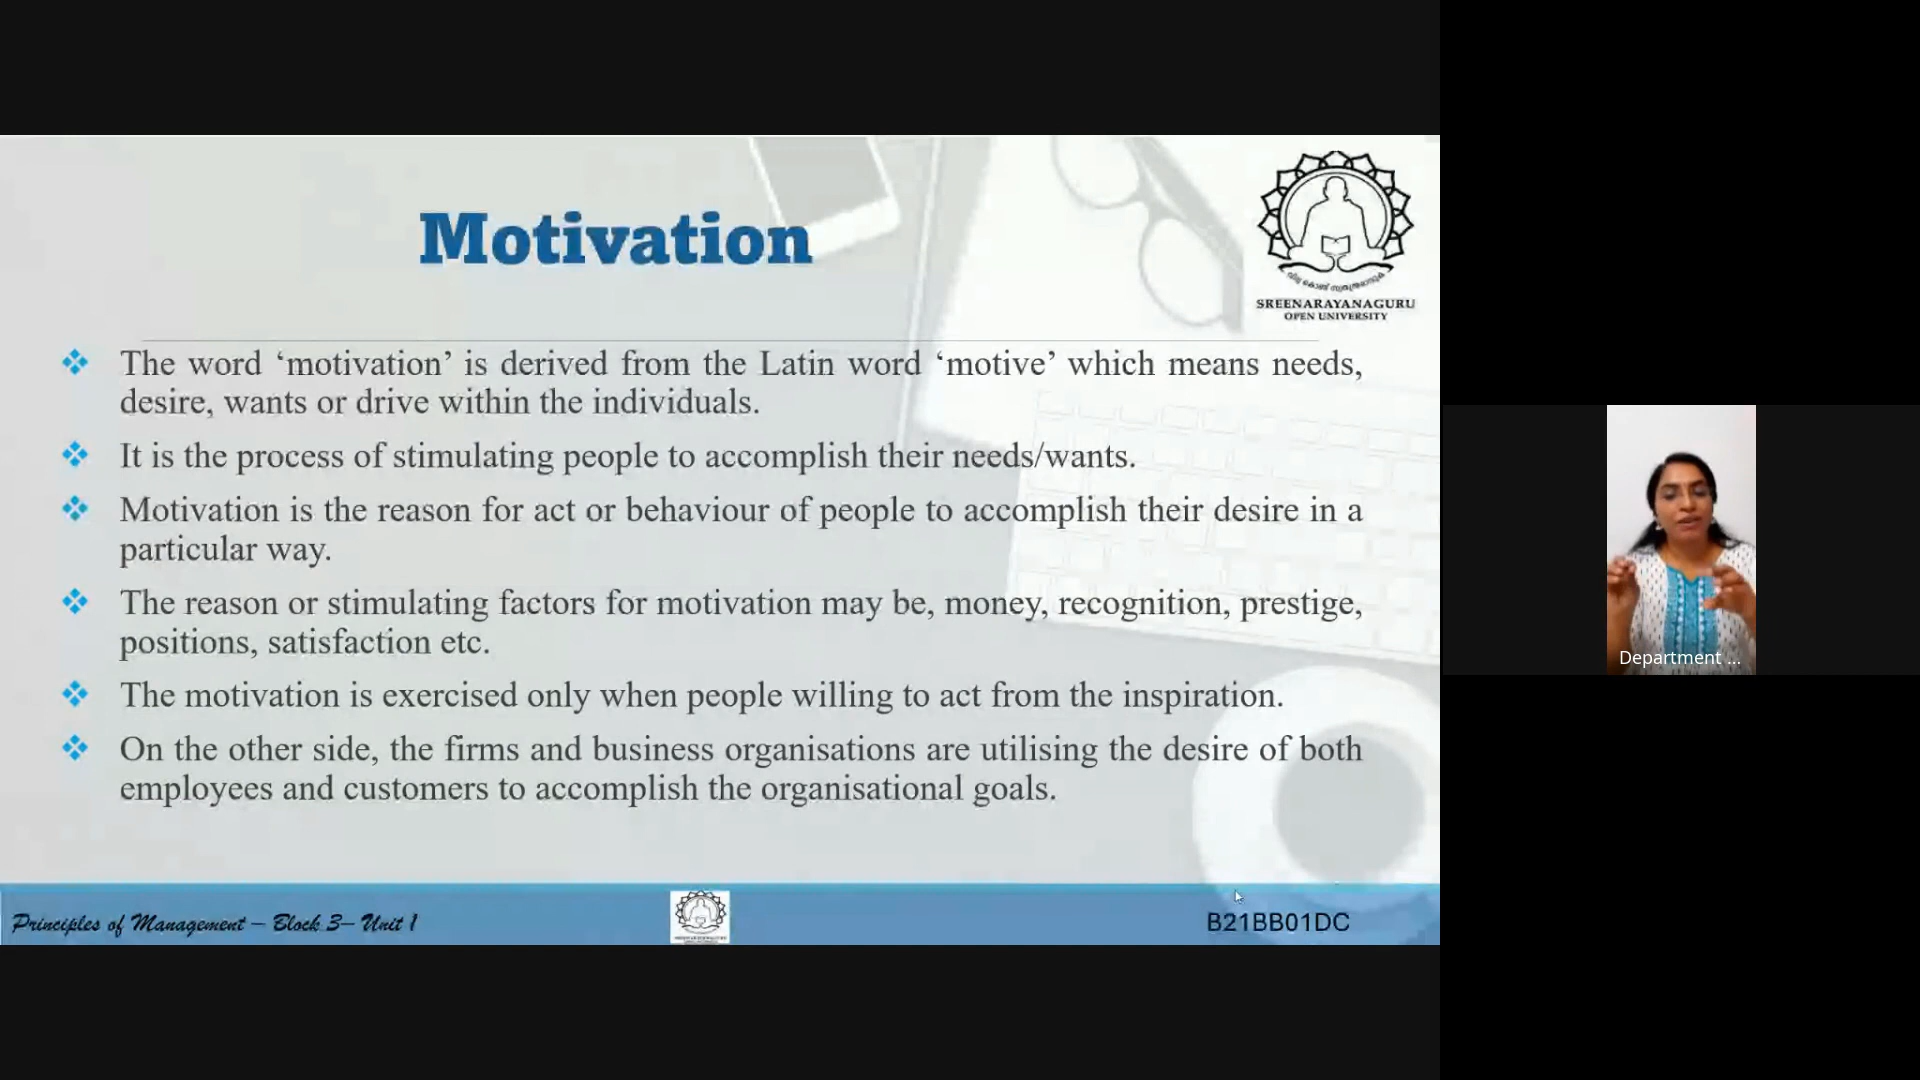 Motivation
SREENARAYANAGURU
OPEN UNIVERSITY
The word ‘motivation’ is derived from the Latin word ‘motive’ which means needs,
desire, wants or drive within the individuals.
It is the process of stimulating people to accomplish their needs/wants.
Motivation is the reason for act or behaviour of people to accomplish their desire in a
particular way.
The reason or stimulating factors for motivation may be, money, recognition, prestige,
positions, satisfaction etc.
The motivation is exercised only when people willing to act from the inspiration.
On the other side, the firms and business organisations are utilising the desire of both
employees and customers to accomplish the organisational goals.
Department ...
Principles of Management – Block 3– Unit 1
B21BB01DC